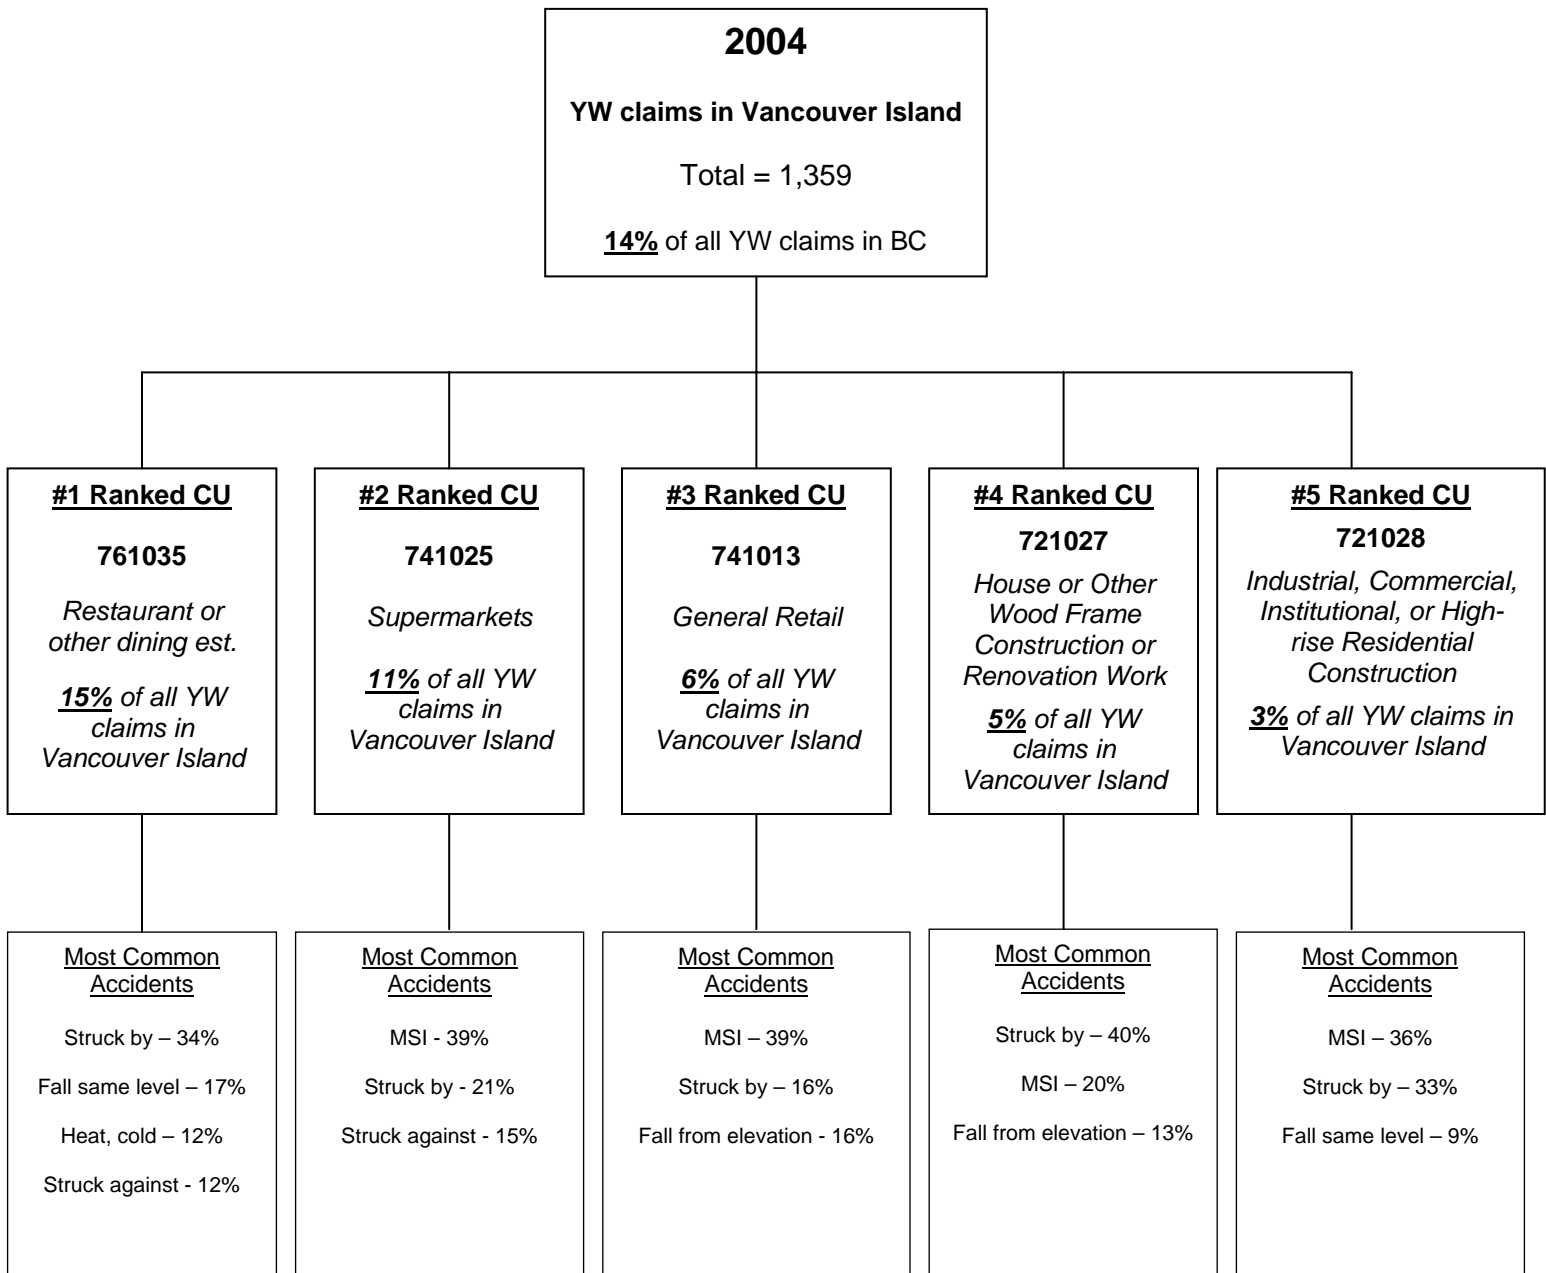 2004
YW claims in Vancouver Island
Total = 1,359
14% of all YW claims in BC
#1 Ranked CU
761035
Restaurant or
other dining est.
15% of all YW
claims in
Vancouver Island
#2 Ranked CU
741025
Supermarkets
11% of all YW
claims in
Vancouver Island
#3 Ranked CU
741013
General Retail
6% of all YW
claims in
Vancouver Island
#4 Ranked CU
721027
House or Other
Wood Frame
Construction or
Renovation Work
5% of all YW
claims in
Vancouver Island
#5 Ranked CU
721028
Industrial, Commercial,
Institutional, or High-
rise Residential
Construction
3% of all YW claims in
Vancouver Island
Most Common
Accidents
Struck by – 34%
Fall same level – 17%
Heat, cold – 12%
Struck against - 12%
Most Common
Accidents
MSI - 39%
Struck by - 21%
Struck against - 15%
Most Common
Accidents
MSI – 39%
Struck by – 16%
Fall from elevation - 16%
Most Common
Accidents
Struck by – 40%
MSI – 20%
Fall from elevation – 13%
Most Common
Accidents
MSI – 36%
Struck by – 33%
Fall same level – 9%